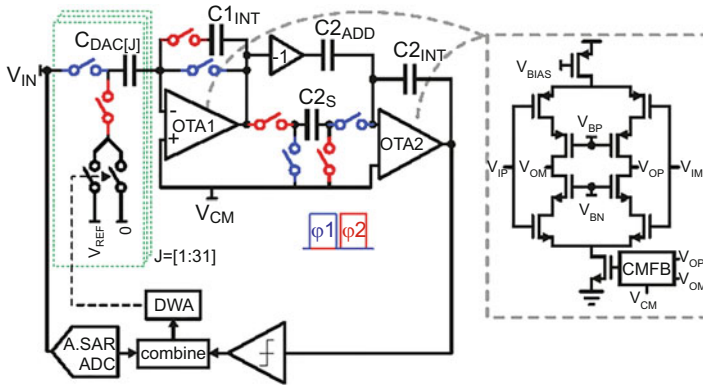 C1INT
C2ADD
C2INT
CDAC[J]
VIN
-1
C2S
OTA1
OTA2
-
+
VCM
φ1 φ2
VREF
0
J=[1:31]
DWA
A.SAR
ADC
combine
VBIAS
VBP
VIP
VOM
VOP
VIM
VBN
CMFB
VOP
VOM
VCM